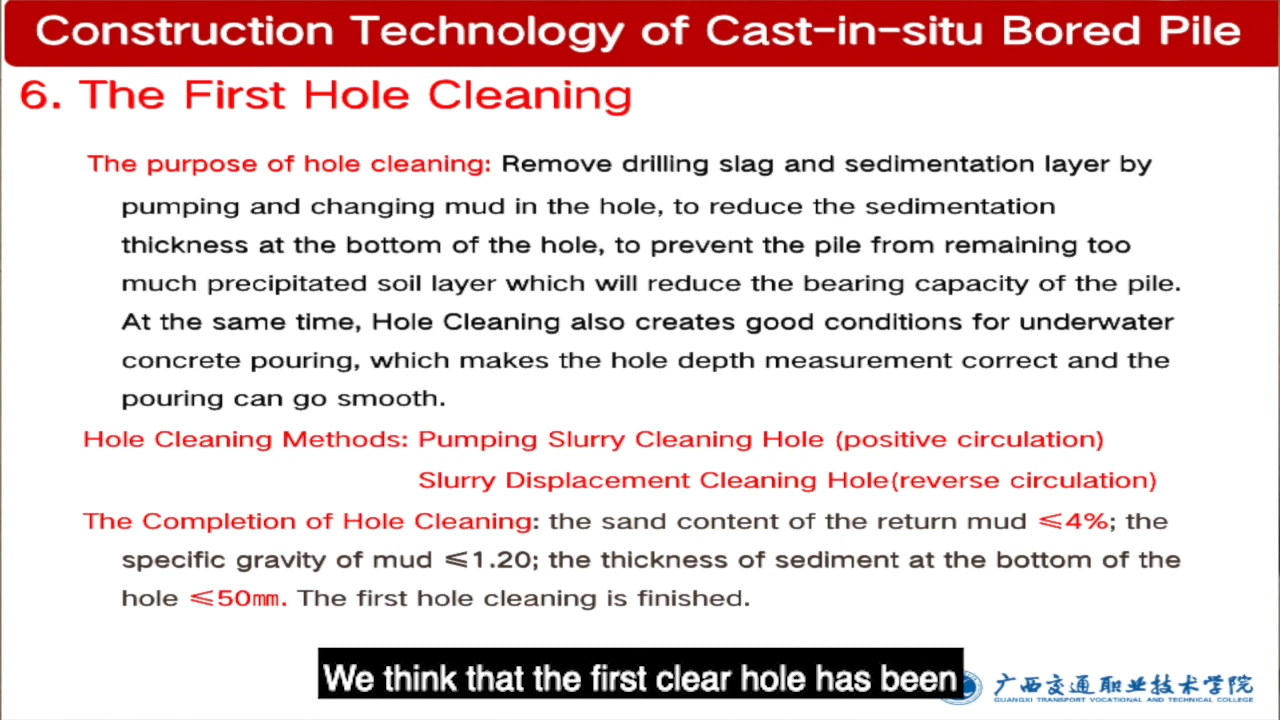 Construction Technology of Cast-in-situ Bored Pile
6. The First Hole Cleaning
The purpose of hole cleaning: Remove drilling slag and sedimentation layer by
pumping and changing mud in the hole, to reduce the sedimentation
thickness at the bottom of the hole, to prevent the pile from remaining too
much precipitated soil layer which will reduce the bearing capacity of the pile.
At the same time, Hole Cleaning also creates good conditions for underwater
concrete pouring, which makes the hole depth measurement correct and the
pouring can go smooth.
Hole Cleaning Methods: Pumping Slurry Cleaning Hole (positive circulation)
Slurry Displacement Cleaning Hole(reverse circulation)
The Completion of Hole Cleaning: the sand content of the return mud ⩽4%; the
specific gravity of mud ⩽1.20; the thickness of sediment at the bottom of the
hole ⩽50㎜. The first hole cleaning is finished.
We think that the first clear hole has been
广西交通职业技术学院
GUANGXI TRANSPORT VOCATIONAL AND TECHNICAL COLLEGE